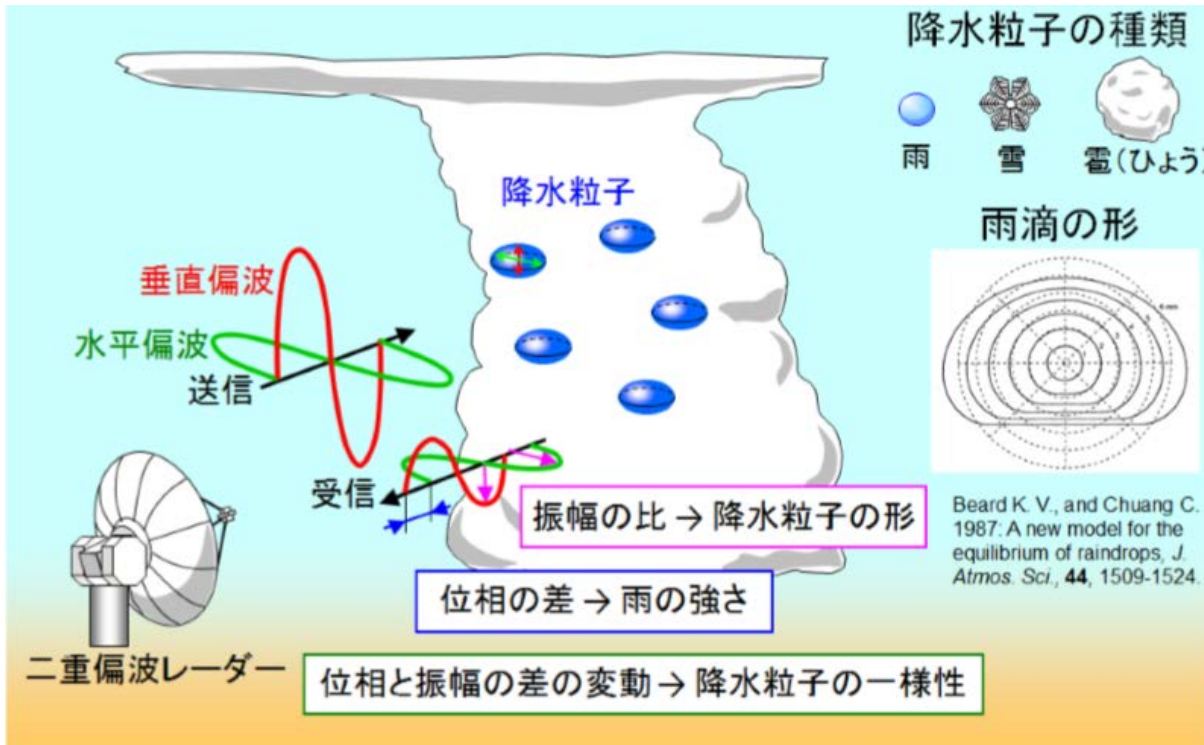 降水粒子の種類
雨
雪
雹(ひょう)
降水粒子
雨滴の形
垂直偏波
水平偏波
送信
受信
振幅の比 → 降水粒子の形
位相の差 → 雨の強さ
位相と振幅の差の変動 → 降水粒子の一様性
二重偏波レーダー
Beard K. V., and Chuang C.
1987: A new model for the
equilibrium of raindrops, J.
Atmos. Sci., 44, 1509-1524.